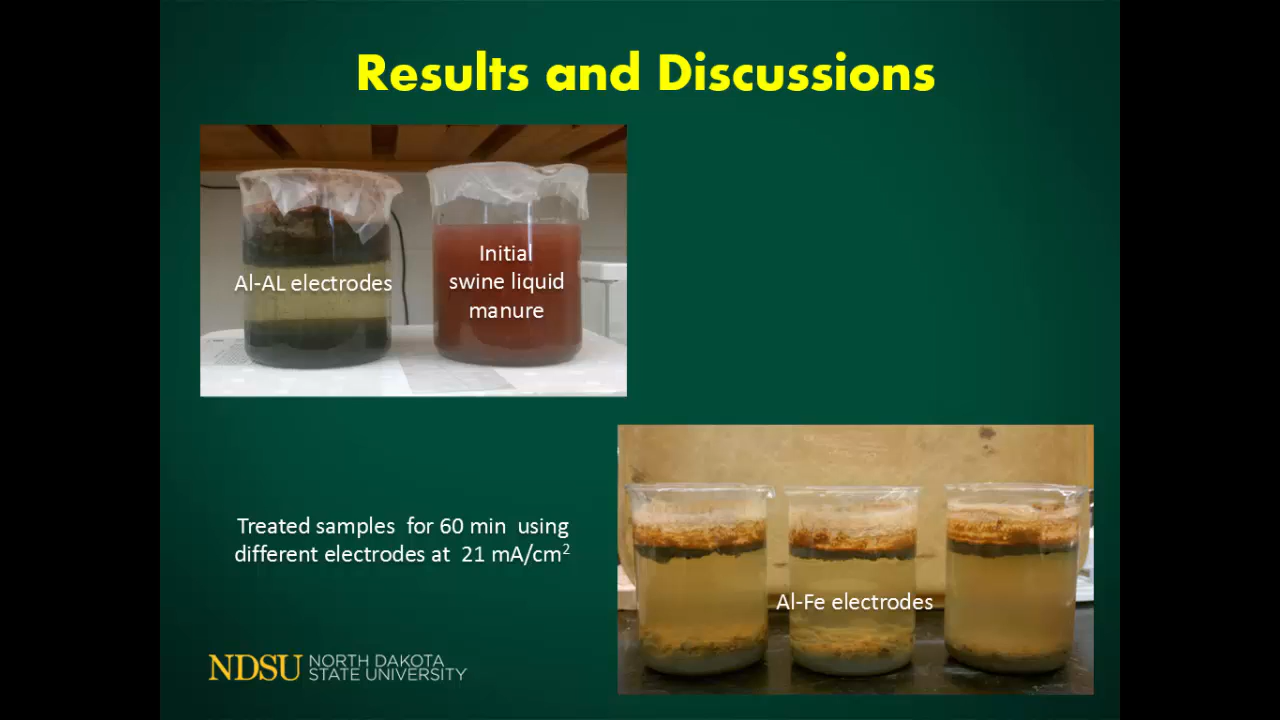 Results and Discussions
Al-AL electrodes
Initial
swine liquid
manure
Treated samples for 60 min using
different electrodes at 21 mA/cm²
Al-Fe electrodes
NDSU NORTH DAKOTA
STATE UNIVERSITY